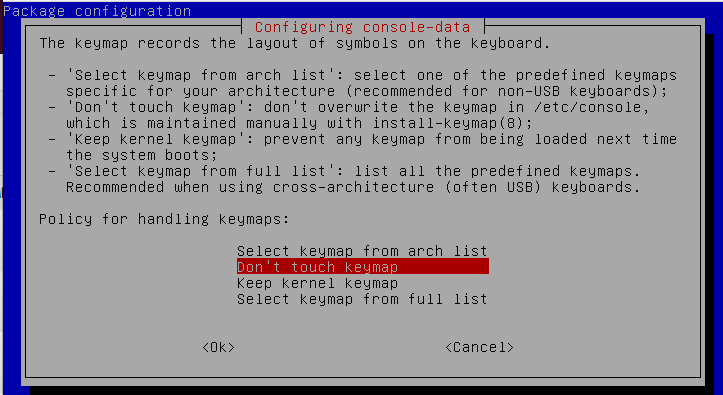 Package configuration
Configuring console-data
The keymap records the layout of symbols on the keyboard.
- 'Select keymap from arch list': select one of the predefined keymaps
specific for your architecture (recommended for non-USB keyboards);
- 'Don't touch keymap': don't overwrite the keymap in /etc/console,
which is maintained manually with install-keymap(8);
- 'Keep kernel keymap': prevent any keymap from being loaded next time
the system boots;
- 'Select keymap from full list': list all the predefined keymaps.
Recommended when using cross-architecture (often USB) keyboards.
Policy for handling keymaps:
Select keymap from arch list
Don't touch keymap
Keep kernel keymap
Select keymap from full list
<Ok> <Cancel>